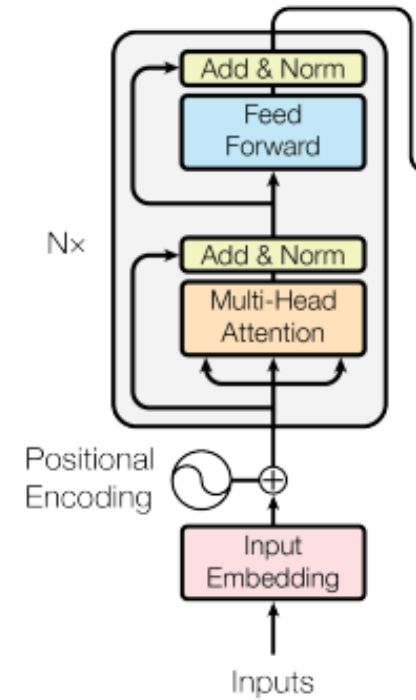 Add & Norm
Feed
Forward
Nx
Add & Norm
Multi-Head
Attention
Positional
Encoding
Input
Embedding
Inputs